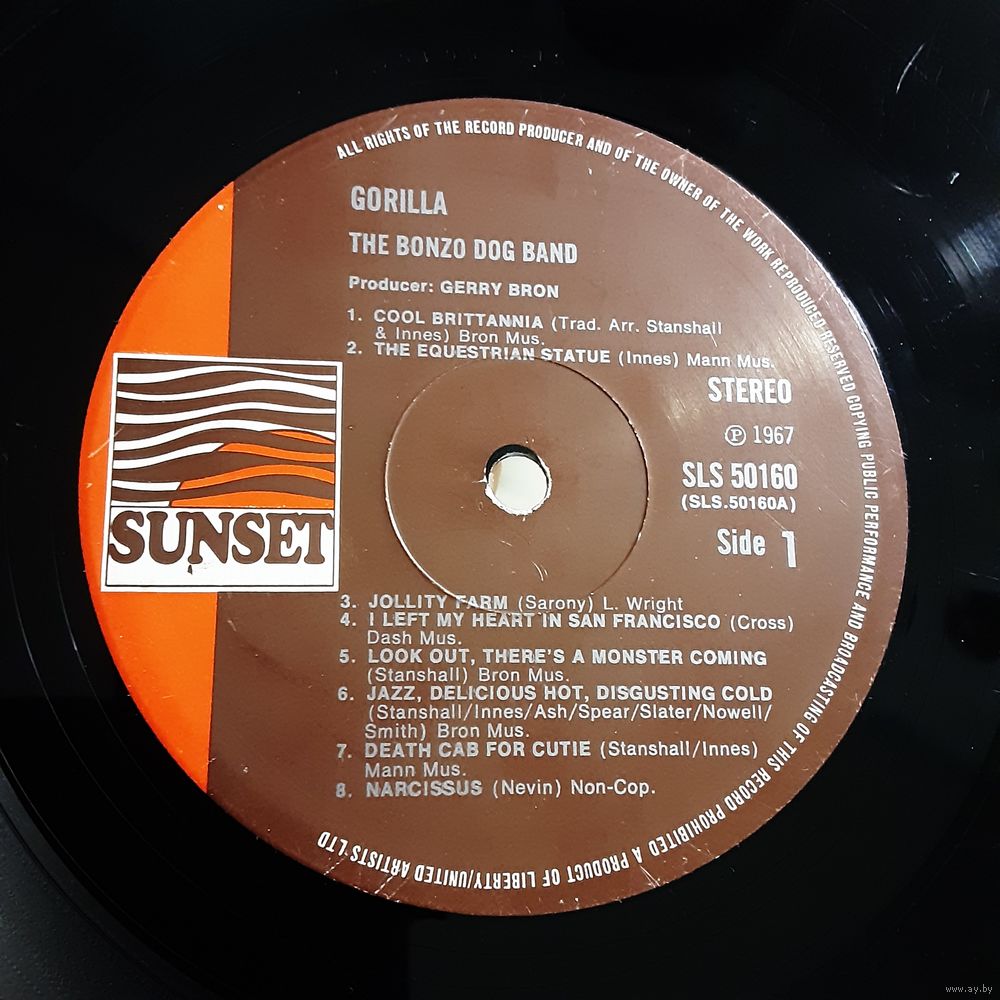 ALL RIGHTS OF THE RECORD PRODUCER AND OF THE OWNER OF THE WORK REPRODUCED RESERVED COPYING PUBLIC PERFORMANCE AND BROADCASTING OF THIS RECORD PROHIBITED A PRODUCT OF LIBERTY/UNITED ARTISTS LTD
GORILLA
THE BONZO DOG BAND
Producer: GERRY BRON
1. COOL BRITTANNIA (Trad. Arr. Stanshall
& Innes) Bron Mus.
2. THE EQUESTRIAN STATUE (Innes) Mann Mus.
STEREO
℗ 1967
SLS 50160
(SLS.50160A)
Side 1
SUNSET
3. JOLLITY FARM (Sarony) L. Wright
4. I LEFT MY HEART IN SAN FRANCISCO (Cross)
Dash Mus.
5. LOOK OUT, THERE'S A MONSTER COMING
(Stanshall) Bron Mus.
6. JAZZ, DELICIOUS HOT, DISGUSTING COLD
(Stanshall/Innes/Ash/Spear/Slater/Nowell/
Smith) Bron Mus.
7. DEATH CAB FOR CUTIE (Stanshall/Innes)
Mann Mus.
8. NARCISSUS (Nevin) Non-Cop.
www.ay.by